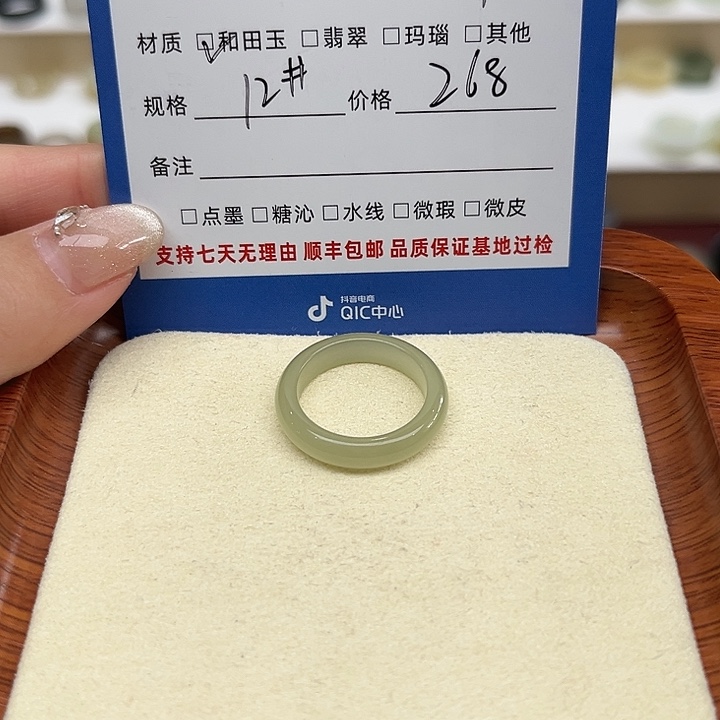 材质 ☑和田玉 □翡翠 □玛瑙 □其他
规格 12# 价格 268
备注
□点墨 □糖沁 □水线 □微瑕 □微皮
支持七天无理由 顺丰包邮 品质保证基地过检
抖音电商
QIC中心